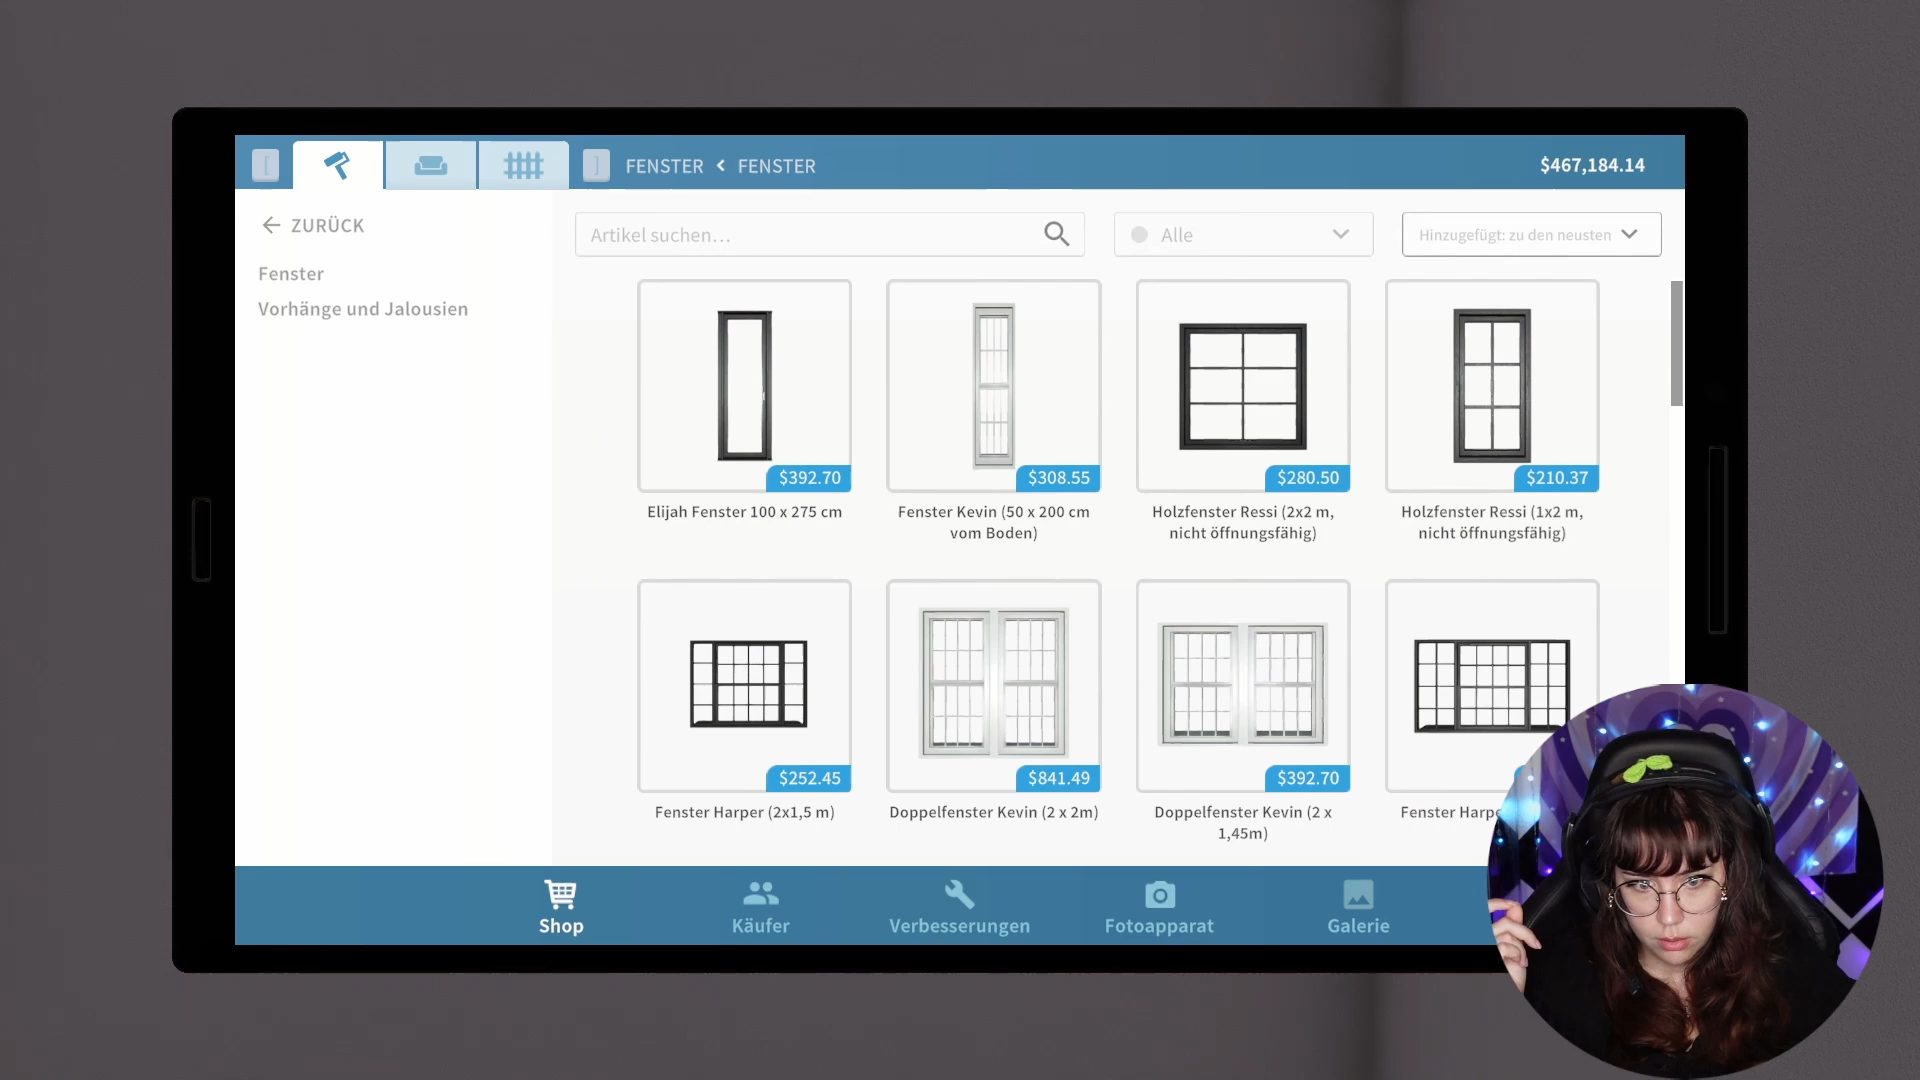 [
]
FENSTER
FENSTER
$467,184.14
ZURÜCK
Fenster
Vorhänge und Jalousien
Artikel suchen...
Alle
Hinzugefügt: zu den neusten
$392.70
Elijah Fenster 100 x 275 cm
$308.55
Fenster Kevin (50 x 200 cm
vom Boden)
$280.50
Holzfenster Ressi (2x2 m,
nicht öffnungsfähig)
$210.37
Holzfenster Ressi (1x2 m,
nicht öffnungsfähig)
$252.45
Fenster Harper (2x1,5 m)
$841.49
Doppelfenster Kevin (2 x 2m)
$392.70
Doppelfenster Kevin (2 x
1,45m)
Fenster
Shop
Käufer
Verbesserungen
Fotoapparat
Galerie